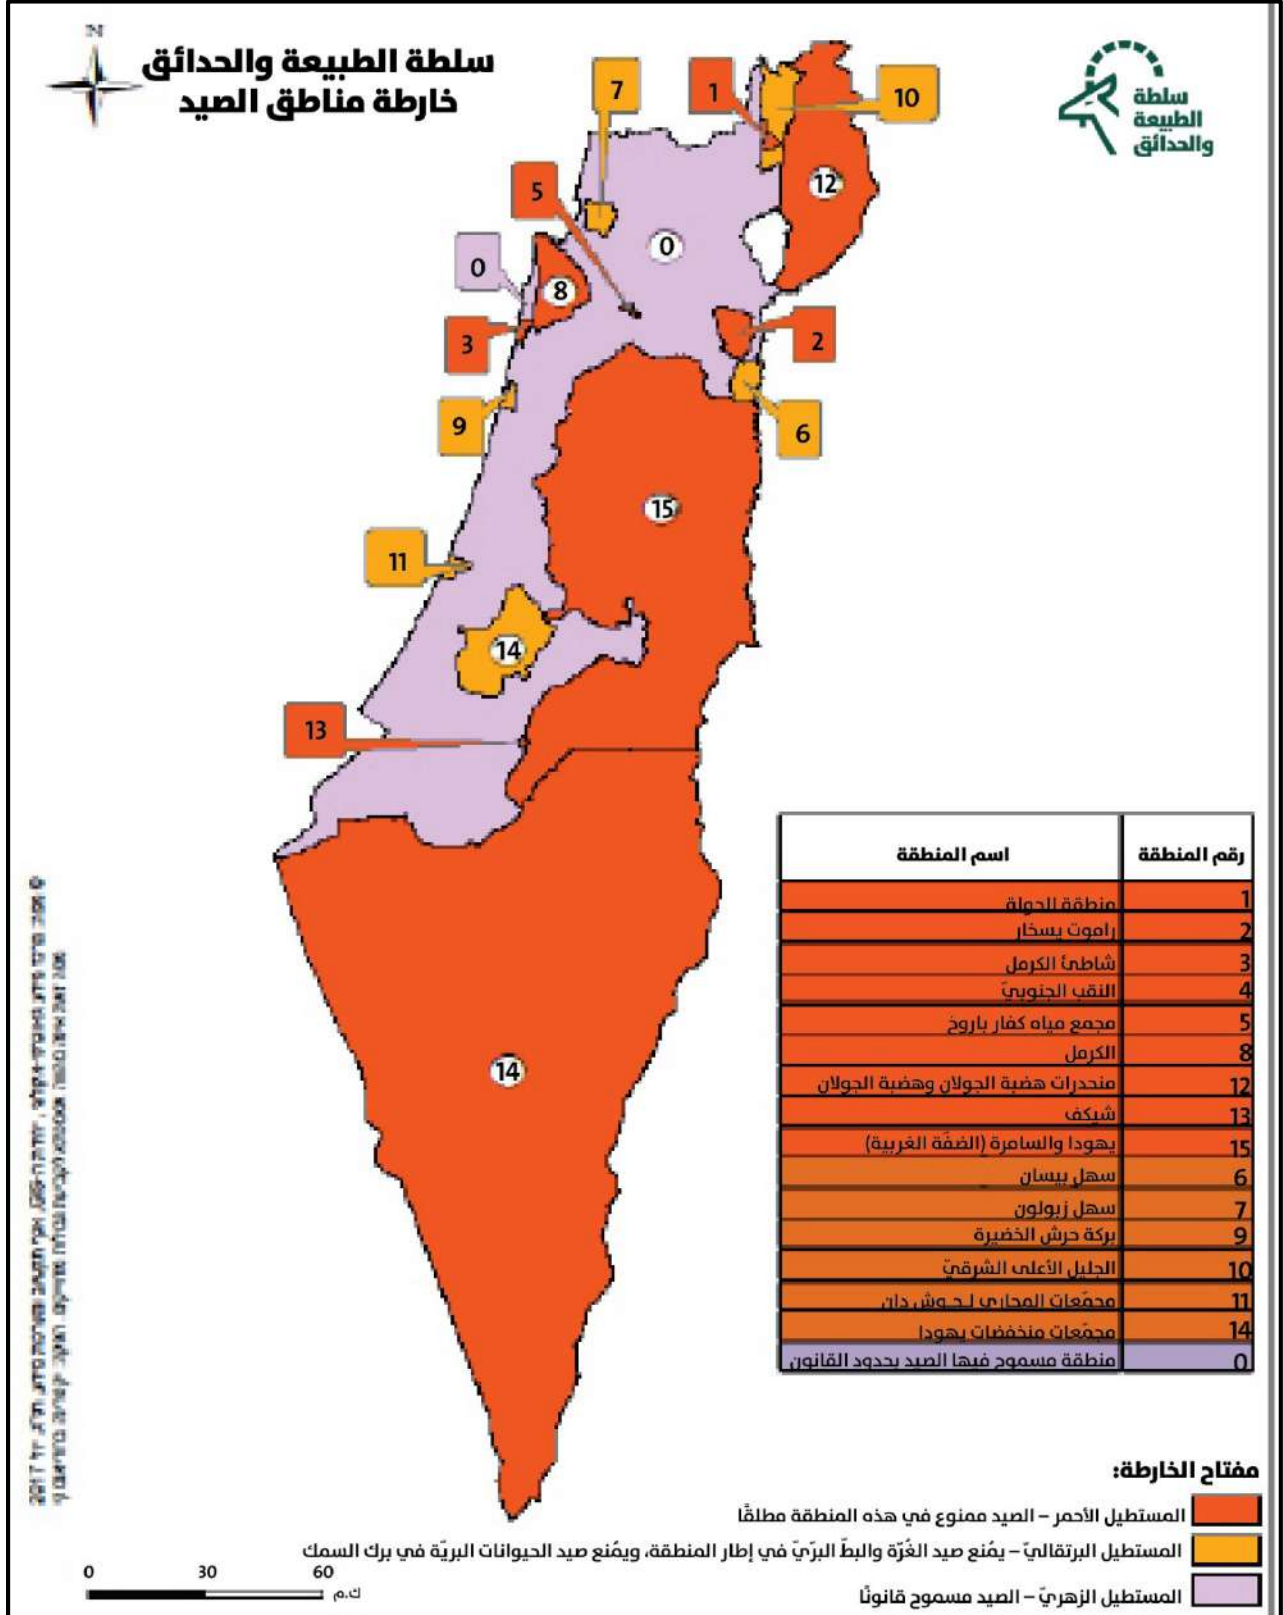 سلطة الطبيعة والحدائق
خارطة مناطق الصيد
N
سلطة
الطبيعة
والحدائق
7
1
10
5
12
0
0
8
3
2
9
6
15
11
14
13
14
رقم المنطقة اسم المنطقة
1 منطقة الحولة
2 راموت يسخار
3 شاطئ الكرمل
4 النقب الجنوبيّ
5 مجمع مياه كفار باروخ
8 الكرمل
12 منحدرات هضبة الجولان وهضبة الجولان
13 شيكف
15 يهودا والسامرة (الضفّة الغربية)
6 سهل بيسان
7 سهل زبولون
9 بركة حرش الخضيرة
10 الجليل الأعلى الشرقيّ
11 مجمّعات المجاري لـجـوش دان
14 مجمّعات منخفضات يهودا
0 منطقة مسموح فيها الصيد بحدود القانون
مفتاح الخارطة:
المستطيل الأحمر – الصيد ممنوع في هذه المنطقة مطلقًا
المستطيل البرتقاليّ – يمُنع صيد الغُرّة والبطّ البرّيّ في إطار المنطقة، ويمُنع صيد الحيوانات البريّة في برك السمك
المستطيل الزهريّ – الصيد مسموح قانونًا
0 30 60
ك.م